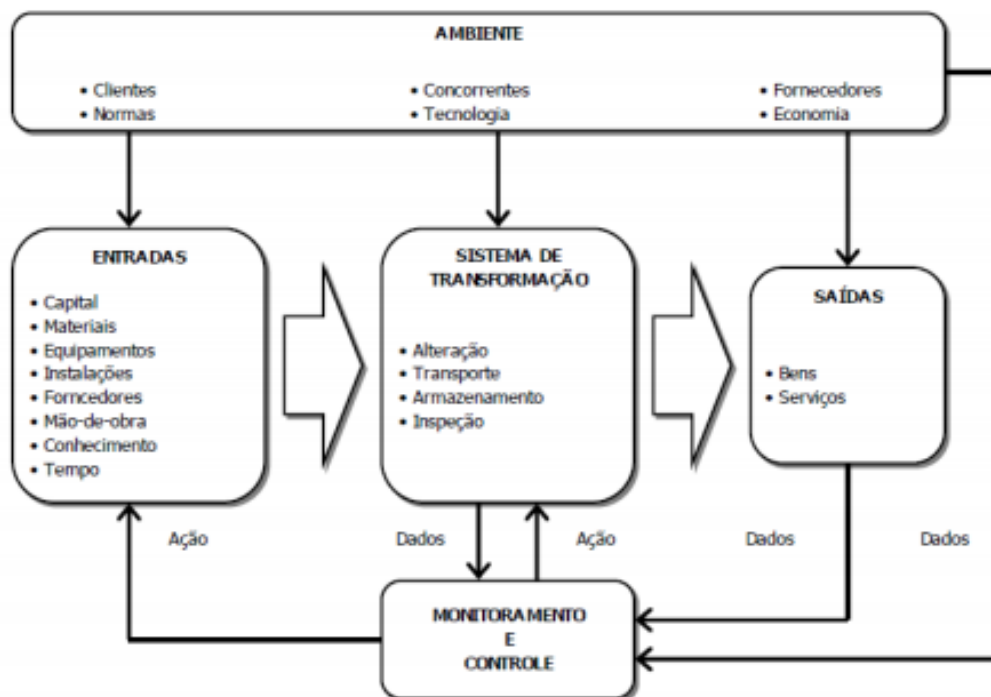 AMBIENTE
• Clientes
• Normas
• Concorrentes
• Tecnologia
• Fornecedores
• Economia
ENTRADAS
• Capital
• Materiais
• Equipamentos
• Instalações
• Forncedores
• Mão-de-obra
• Conhecimento
• Tempo
SISTEMA DE
TRANSFORMAÇÃO
• Alteração
• Transporte
• Armazenamento
• Inspeção
SAÍDAS
• Bens
• Serviços
Ação
Dados
Ação
Dados
Dados
MONITORAMENTO
E
CONTROLE